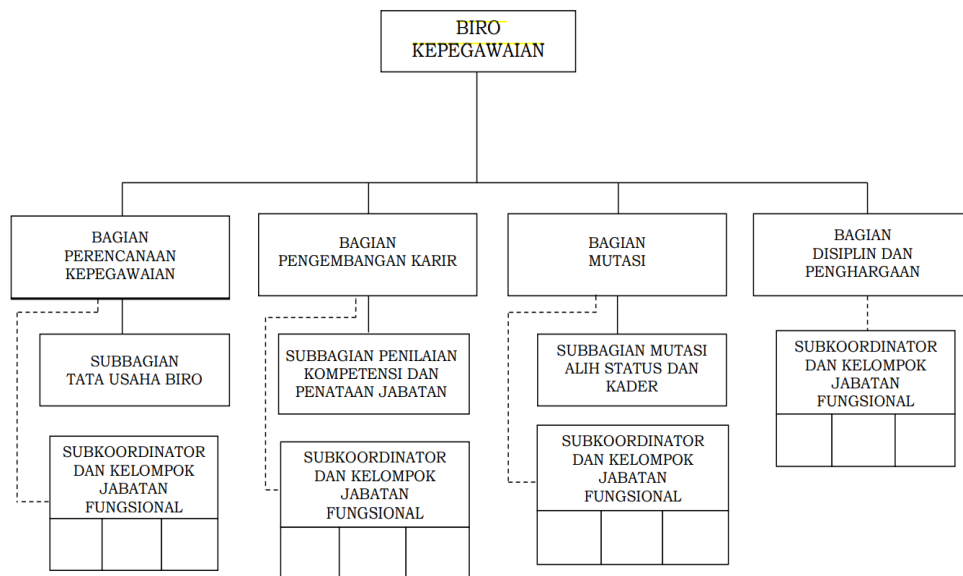 BIRO
KEPEGAWAIAN
BAGIAN
PERENCANAAN
KEPEGAWAIAN
BAGIAN
PENGEMBANGAN KARIR
BAGIAN
MUTASI
BAGIAN
DISIPLIN DAN
PENGHARGAAN
SUBBAGIAN
TATA USAHA BIRO
SUBBAGIAN PENILAIAN
KOMPETENSI DAN
PENATAAN JABATAN
SUBBAGIAN MUTASI
ALIH STATUS DAN
KADER
SUBKOORDINATOR
DAN KELOMPOK
JABATAN
FUNGSIONAL
SUBKOORDINATOR
DAN KELOMPOK
JABATAN
FUNGSIONAL
SUBKOORDINATOR
DAN KELOMPOK
JABATAN
FUNGSIONAL
SUBKOORDINATOR
DAN KELOMPOK
JABATAN
FUNGSIONAL